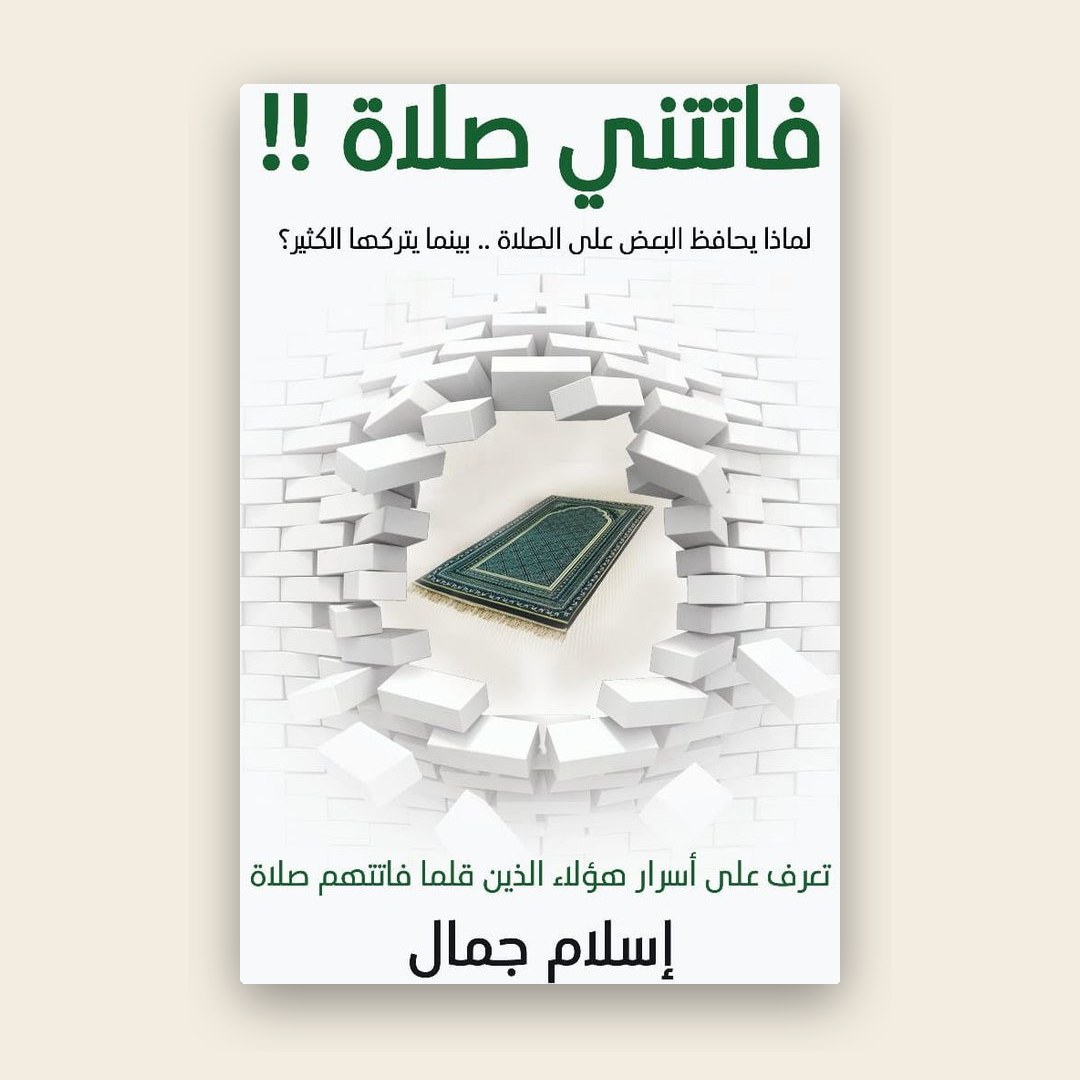 فاتتني صلاة !!
لماذا يحافظ البعض على الصلاة .. بينما يتركها الكثير؟
تعرف على أسرار هؤلاء الذين قلما فاتتهم صلاة
إسلام جمال